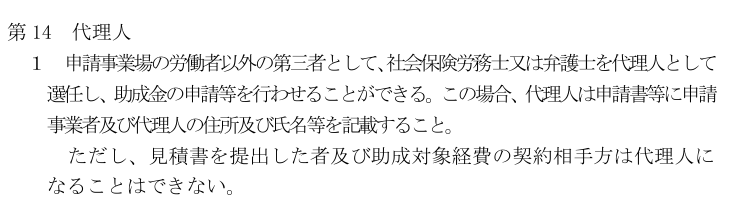 第 14　代理人
１　申請事業場の労働者以外の第三者として、社会保険労務士又は弁護士を代理人として
選任し、助成金の申請等を行わせることができる。この場合、代理人は申請書等に申請
事業者及び代理人の住所及び氏名等を記載すること。
ただし、見積書を提出した者及び助成対象経費の契約相手方は代理人に
なることはできない。